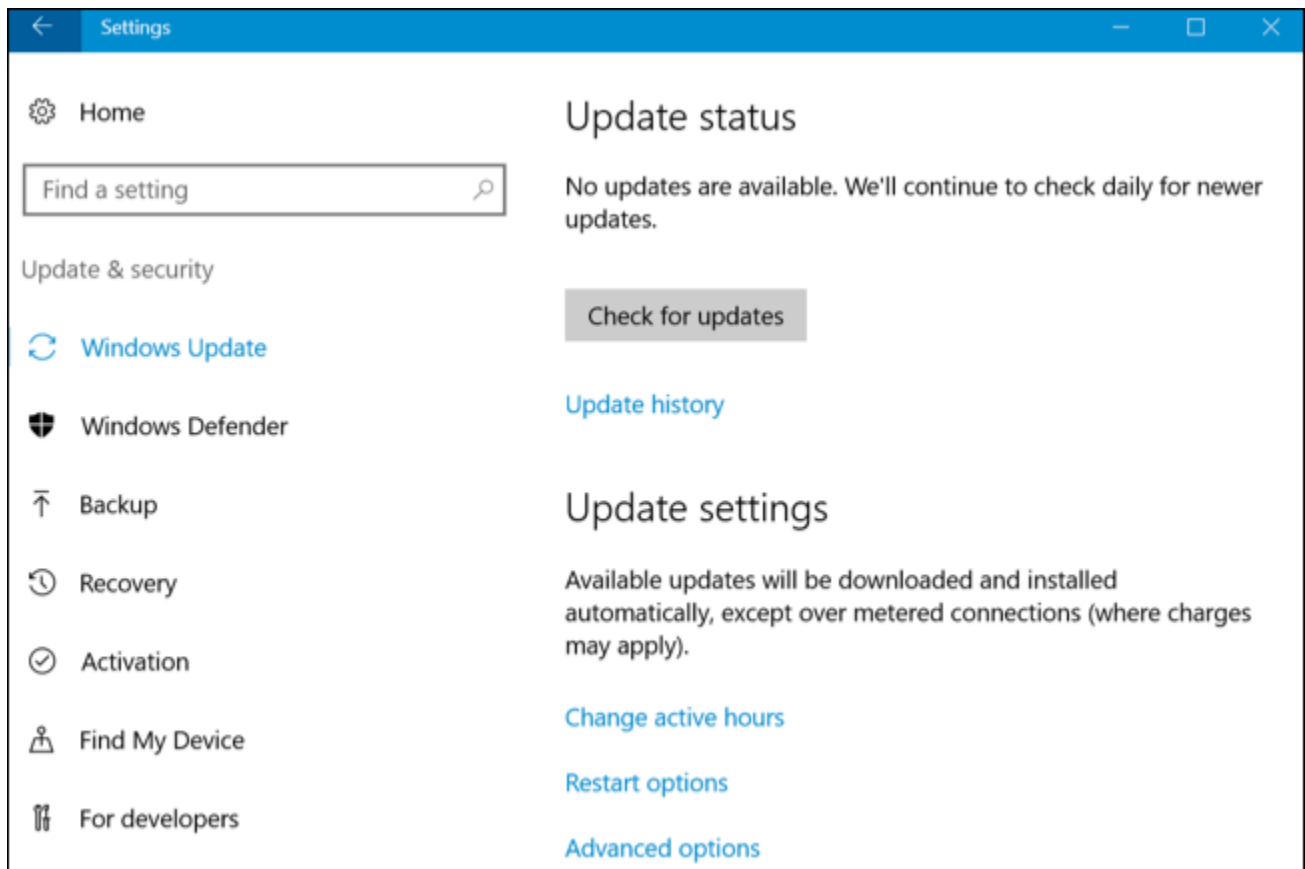 Settings
Home
Find a setting
Update & security
Windows Update
Windows Defender
Backup
Recovery
Activation
Find My Device
For developers
Update status
No updates are available. We'll continue to check daily for newer
updates.
Check for updates
Update history
Update settings
Available updates will be downloaded and installed
automatically, except over metered connections (where charges
may apply).
Change active hours
Restart options
Advanced options